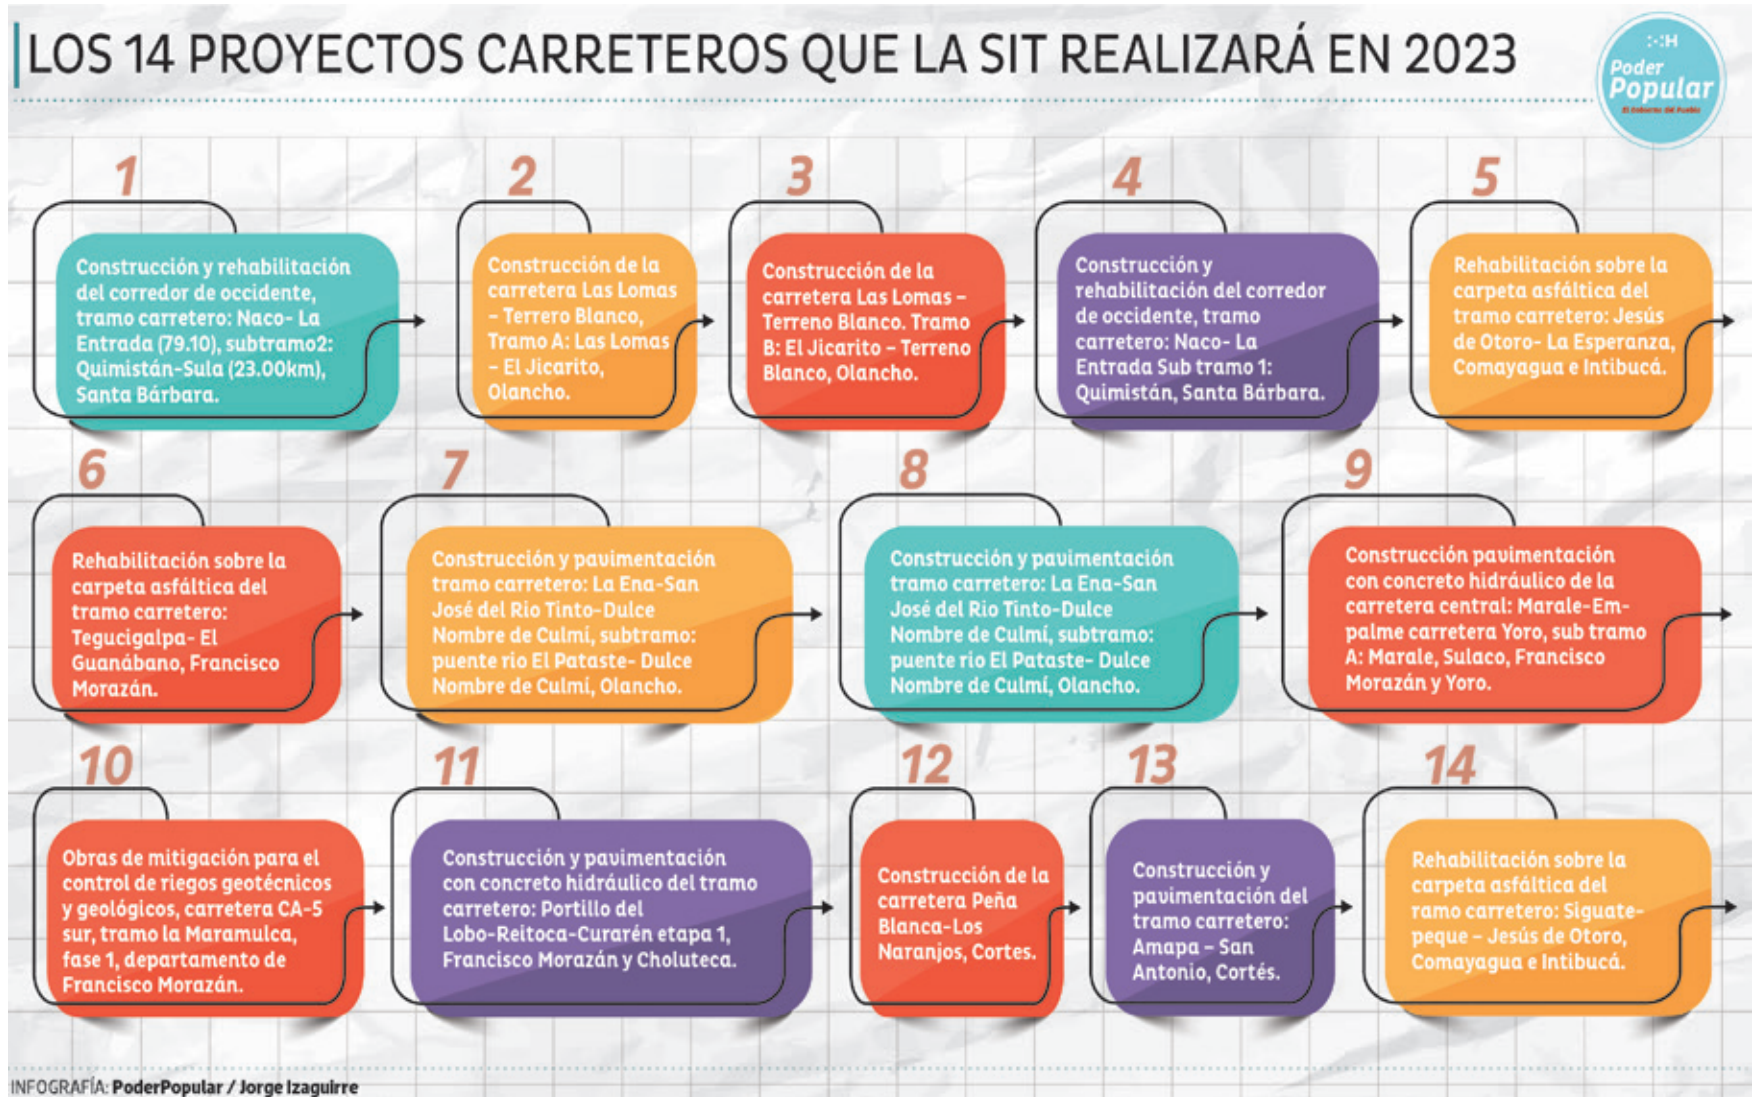 LOS 14 PROYECTOS CARRETEROS QUE LA SIT REALIZARÁ EN 2023
:-:H
Poder
Popular
El Gobierno del Pueblo
1
Construcción y rehabilitación
del corredor de occidente,
tramo carretero: Naco- La
Entrada (79.10), subtramo2:
Quimistán-Sula (23.00km),
Santa Bárbara.
2
Construcción de la
carretera Las Lomas
– Terrero Blanco,
Tramo A: Las Lomas
– El Jicarito,
Olancho.
3
Construcción de la
carretera Las Lomas –
Terreno Blanco. Tramo
B: El Jicarito – Terreno
Blanco, Olancho.
4
Construcción y
rehabilitación del corredor
de occidente, tramo
carretero: Naco- La
Entrada Sub tramo 1:
Quimistán, Santa Bárbara.
5
Rehabilitación sobre la
carpeta asfáltica del
tramo carretero: Jesús
de Otoro- La Esperanza,
Comayagua e Intibucá.
6
Rehabilitación sobre la
carpeta asfáltica del
tramo carretero:
Tegucigalpa- El
Guanábano, Francisco
Morazán.
7
Construcción y pavimentación
tramo carretero: La Ena-San
José del Rio Tinto-Dulce
Nombre de Culmí, subtramo:
puente rio El Pataste- Dulce
Nombre de Culmí, Olancho.
8
Construcción y pavimentación
tramo carretero: La Ena-San
José del Rio Tinto-Dulce
Nombre de Culmí, subtramo:
puente rio El Pataste- Dulce
Nombre de Culmí, Olancho.
9
Construcción pavimentación
con concreto hidráulico de la
carretera central: Marale-Em-
palme carretera Yoro, sub tramo
A: Marale, Sulaco, Francisco
Morazán y Yoro.
10
Obras de mitigación para el
control de riegos geotécnicos
y geológicos, carretera CA-5
sur, tramo la Maramulca,
fase 1, departamento de
Francisco Morazán.
11
Construcción y pavimentación
con concreto hidráulico del tramo
carretero: Portillo del
Lobo-Reitoca-Curarén etapa 1,
Francisco Morazán y Choluteca.
12
Construcción de la
carretera Peña
Blanca-Los
Naranjos, Cortes.
13
Construcción y
pavimentación del
tramo carretero:
Amapa – San
Antonio, Cortés.
14
Rehabilitación sobre la
carpeta asfáltica del
ramo carretero: Siguate-
peque – Jesús de Otoro,
Comayagua e Intibucá.
INFOGRAFÍA: PoderPopular / Jorge Izaguirre